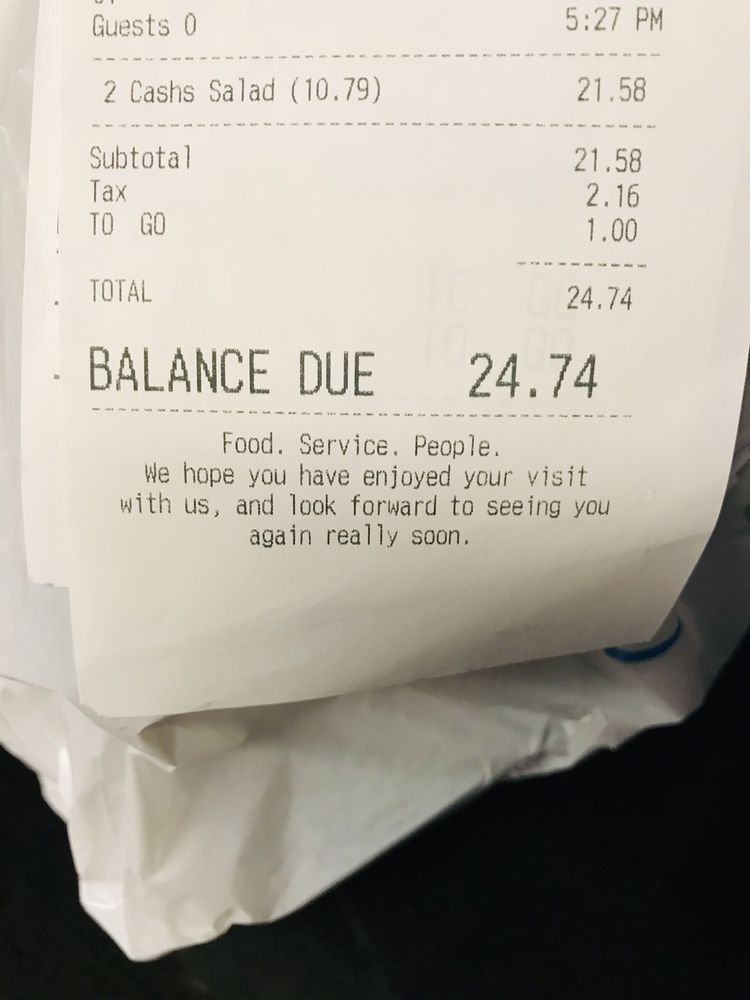 Guests 0 5:27 PM
2 Cashs Salad (10.79) 21.58
Subtotal 21.58
Tax 2.16
TO GO 1.00
TOTAL 24.74
BALANCE DUE 24.74
Food. Service. People.
We hope you have enjoyed your visit
with us, and look forward to seeing you
again really soon.